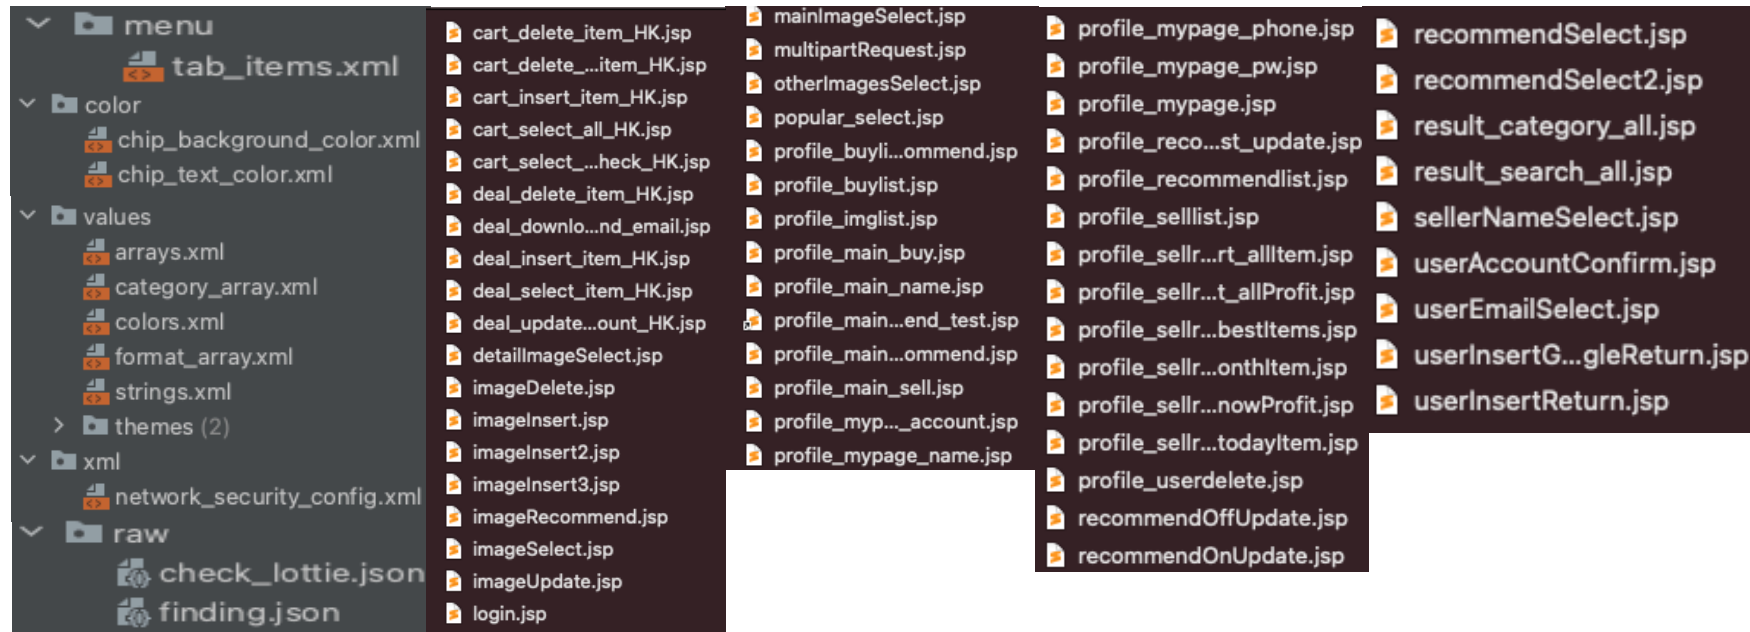 menu
tab_items.xml
color
chip_background_color.xml
chip_text_color.xml
values
arrays.xml
category_array.xml
colors.xml
format_array.xml
strings.xml
themes (2)
xml
network_security_config.xml
raw
check_lottie.json
finding.json
cart_delete_item_HK.jsp
cart_delete_...item_HK.jsp
cart_insert_item_HK.jsp
cart_select_all_HK.jsp
cart_select_...heck_HK.jsp
deal_delete_item_HK.jsp
deal_downlo...nd_email.jsp
deal_insert_item_HK.jsp
deal_select_item_HK.jsp
deal_update...ount_HK.jsp
detailImageSelect.jsp
imageDelete.jsp
imageInsert.jsp
imageInsert2.jsp
imageInsert3.jsp
imageRecommend.jsp
imageSelect.jsp
imageUpdate.jsp
login.jsp
mainImageSelect.jsp
multipartRequest.jsp
otherImagesSelect.jsp
popular_select.jsp
profile_buyli...ommend.jsp
profile_buylist.jsp
profile_imglist.jsp
profile_main_buy.jsp
profile_main_name.jsp
profile_main...end_test.jsp
profile_main...ommend.jsp
profile_main_sell.jsp
profile_myp..._account.jsp
profile_mypage_name.jsp
profile_mypage_phone.jsp
profile_mypage_pw.jsp
profile_mypage.jsp
profile_reco...st_update.jsp
profile_recommendlist.jsp
profile_selllist.jsp
profile_sellr...rt_allItem.jsp
profile_sellr...t_allProfit.jsp
profile_sellr...bestItems.jsp
profile_sellr...onthItem.jsp
profile_sellr...nowProfit.jsp
profile_sellr...todayItem.jsp
profile_userdelete.jsp
recommendOffUpdate.jsp
recommendOnUpdate.jsp
recommendSelect.jsp
recommendSelect2.jsp
result_category_all.jsp
result_search_all.jsp
sellerNameSelect.jsp
userAccountConfirm.jsp
userEmailSelect.jsp
userInsertG...gleReturn.jsp
userInsertReturn.jsp